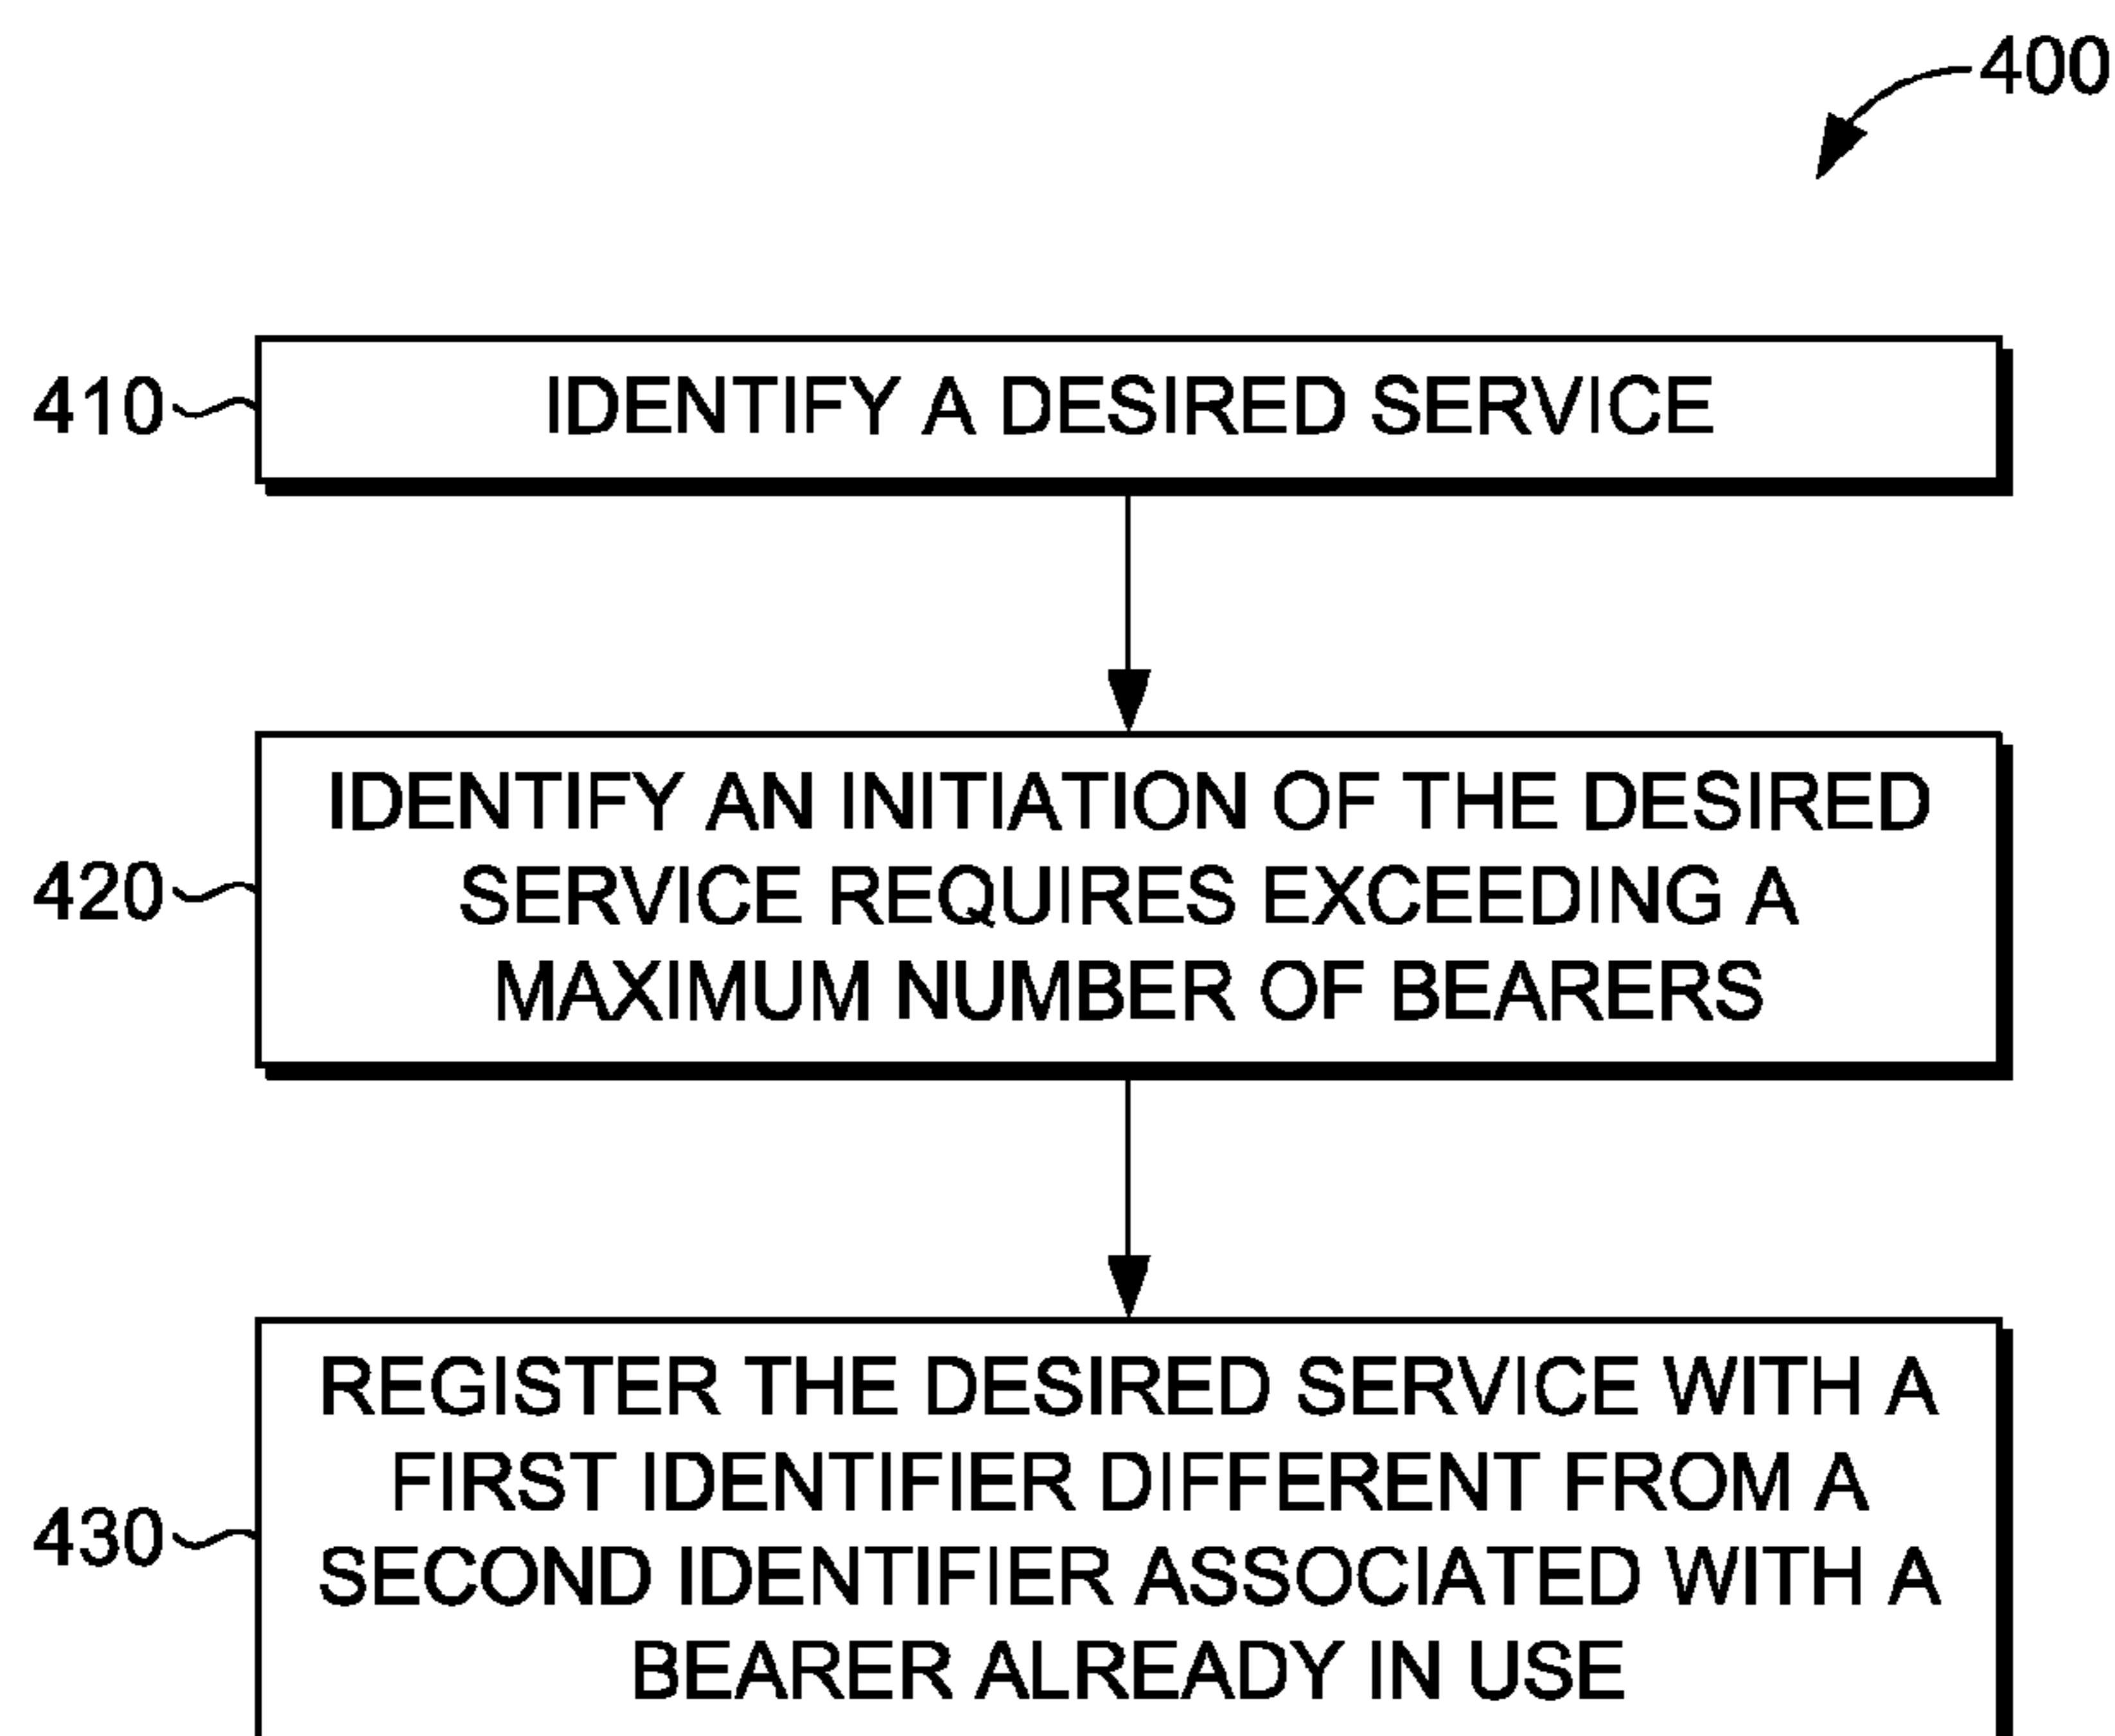 400
410
IDENTIFY A DESIRED SERVICE
420
IDENTIFY AN INITIATION OF THE DESIRED
SERVICE REQUIRES EXCEEDING A
MAXIMUM NUMBER OF BEARERS
430
REGISTER THE DESIRED SERVICE WITH A
FIRST IDENTIFIER DIFFERENT FROM A
SECOND IDENTIFIER ASSOCIATED WITH A
BEARER ALREADY IN USE